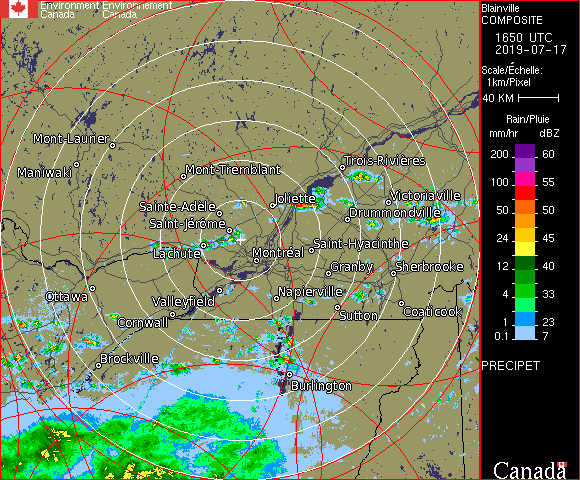 Environment Environnement
Canada Canada
Blainville
COMPOSITE
1650 UTC
2019-07-17
Scale/Échelle:
1km/Pixel
40 KM
Rain/Pluie
mm/hr dBZ
200 60
150 57
100 55
50 50
24 45
12 40
4 33
1 23
0.1 7
PRECIPET
Canada
Mont-Laurier
Maniwaki
Mont-Tremblant
Trois-Rivières
Joliette
Victoriaville
Sainte-Adèle
Drummondville
Saint-Jérôme
Lachute
Saint-Hyacinthe
Montréal
Granby
Sherbrooke
Ottawa
Valleyfield
Napierville
Cornwall
Sutton
Coaticook
Brockville
Burlington